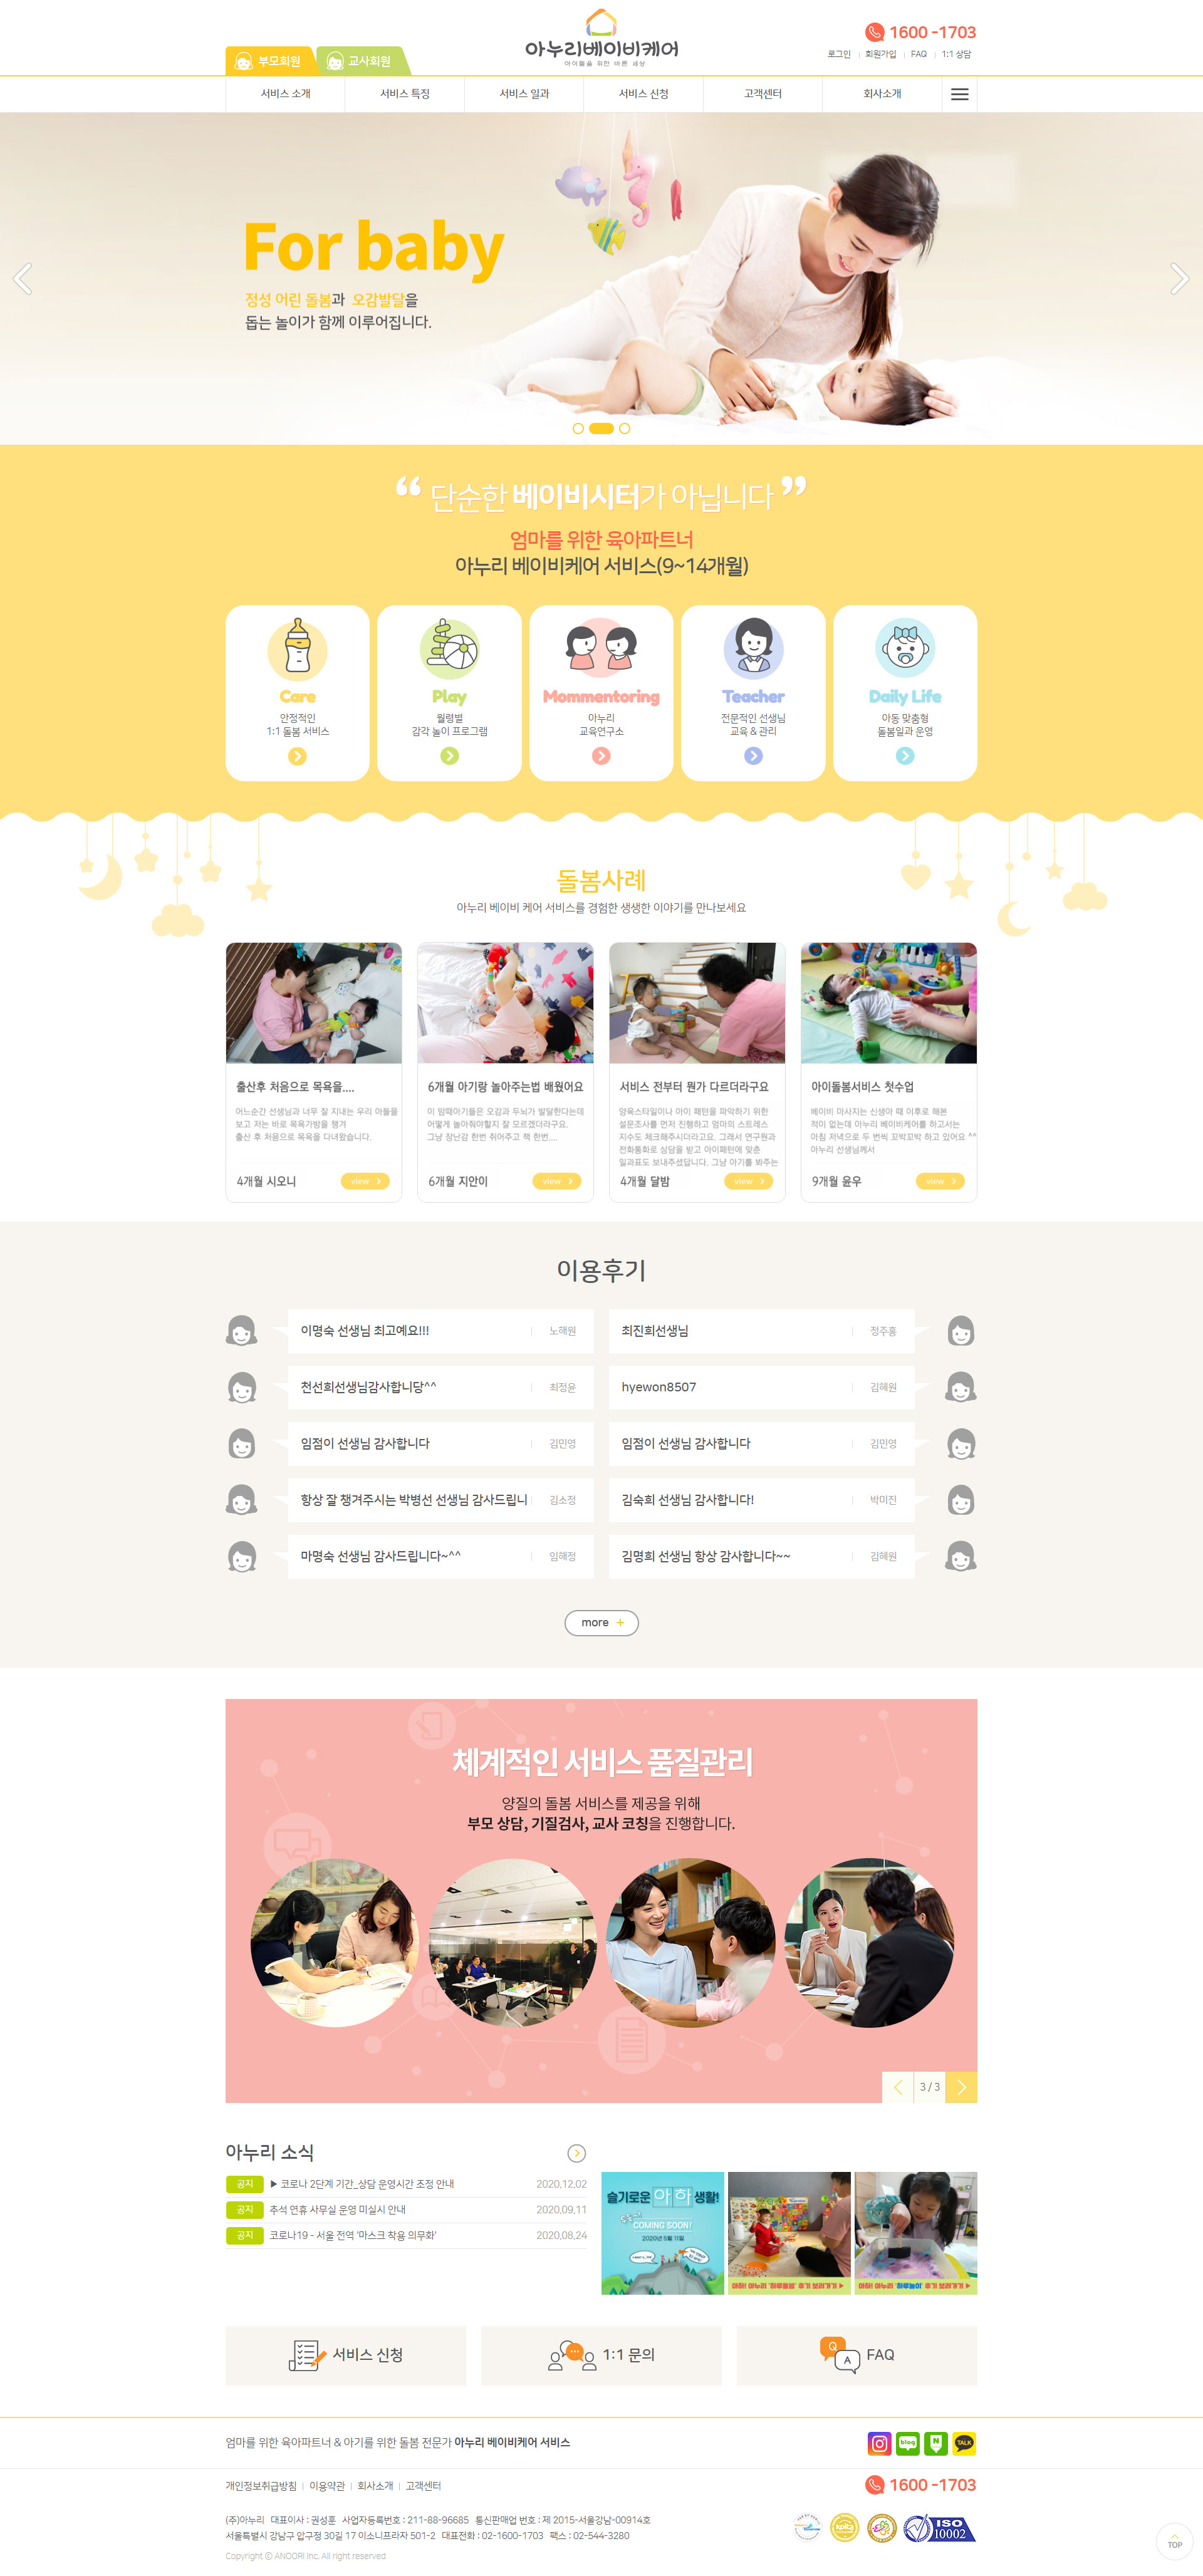 부모회원
교사회원
아누리베이비케어
아이들을 위한 바른 세상
1600 -1703
로그인 | 회원가입 | FAQ | 1:1 상담
서비스 소개
서비스 특징
서비스 일과
서비스 신청
고객센터
회사소개
For baby
정성 어린 돌봄과 오감발달을
돕는 놀이가 함께 이루어집니다.
“ 단순한 베이비시터가 아닙니다 ”
엄마를 위한 육아파트너
아누리 베이비케어 서비스(9~14개월)
Care
안정적인
1:1 돌봄 서비스
Play
월령별
감각 놀이 프로그램
Mommentoring
아누리
교육연구소
Teacher
전문적인 선생님
교육 & 관리
Daily Life
아동 맞춤형
돌봄일과 운영
돌봄사례
아누리 베이비 케어 서비스를 경험한 생생한 이야기를 만나보세요
출산후 처음으로 목욕을....
어느순간 선생님과 너무 잘 지내는 우리 아들을
보고 저는 바로 목욕가방을 챙겨
출산 후 처음으로 목욕을 다녀왔습니다.
4개월 시오니
view
6개월 아기랑 놀아주는법 배웠어요
이 맘때아기들은 오감과 두뇌가 발달한다는데
어떻게 놀아줘야할지 잘 모르겠더라구요.
그냥 장난감 한번 쥐어주고 책 한번....
6개월 지안이
view
서비스 전부터 뭔가 다르더라구요
양육스타일이나 아이 패턴을 파악하기 위한
설문조사를 먼저 진행하고 엄마의 스트레스
지수도 체크해주시더라고요. 그래서 연구원과
전화통화로 상담을 받고 아이패턴에 맞춘
일과표도 보내주셨답니다. 그냥 아기를 봐주는
4개월 달밤
view
아이돌봄서비스 첫수업
베이비 마사지는 신생아 때 이후로 해본
적이 없는데 아누리 베이비케어를 하고서는
아침 저녁으로 두 번씩 꼬박꼬박 하고 있어요 ^^
아누리 선생님께서
9개월 윤우
view
이용후기
이명숙 선생님 최고예요!!! | 노해원
최진희선생님 | 정주홍
천선희선생님감사합니당^^ | 최정윤
hyewon8507 | 김혜원
임점이 선생님 감사합니다 | 김민영
임점이 선생님 감사합니다 | 김민영
항상 잘 챙겨주시는 박병선 선생님 감사드립니 | 김소정
김숙희 선생님 감사합니다! | 박미진
마명숙 선생님 감사드립니다~^^ | 임해정
김명희 선생님 항상 감사합니다~~ | 김혜원
more +
체계적인 서비스 품질관리
양질의 돌봄 서비스를 제공을 위해
부모 상담, 기질검사, 교사 코칭을 진행합니다.
3 / 3
아누리 소식
공지 ▶ 코로나 2단계 기간_상담 운영시간 조정 안내 2020.12.02
공지 추석 연휴 사무실 운영 미실시 안내 2020.09.11
공지 코로나19 - 서울 전역 '마스크 착용 의무화' 2020.08.24
슬기로운 아하 생활!
COMING SOON!
2020년 5월 11일
아하! 아누리 '하루돌봄' 후기 보러가기 ▶
아하! 아누리 '하루놀이' 후기 보러가기 ▶
서비스 신청
1:1 문의
Q
A
FAQ
엄마를 위한 육아파트너 & 아기를 위한 돌봄 전문가 아누리 베이비케어 서비스
blog
N
TALK
개인정보취급방침 | 이용약관 | 회사소개 | 고객센터
1600 -1703
(주)아누리 대표이사 : 권성훈 사업자등록번호 : 211-88-96685 통신판매업 번호 : 제 2015-서울강남-00914호
서울특별시 강남구 압구정 30길 17 이소니프라자 501-2 대표전화 : 02-1600-1703 팩스 : 02-544-3280
Copyright ⓒ ANOORI Inc. All right reserved
ISO
10002
TOP